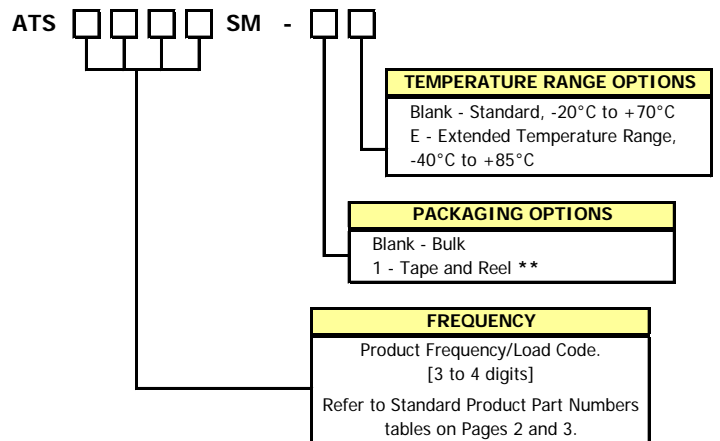 ATS SM -
TEMPERATURE RANGE OPTIONS
Blank - Standard, -20°C to +70°C
E - Extended Temperature Range,
-40°C to +85°C
PACKAGING OPTIONS
Blank - Bulk
1 - Tape and Reel **
FREQUENCY
Product Frequency/Load Code.
[3 to 4 digits]
Refer to Standard Product Part Numbers
tables on Pages 2 and 3.